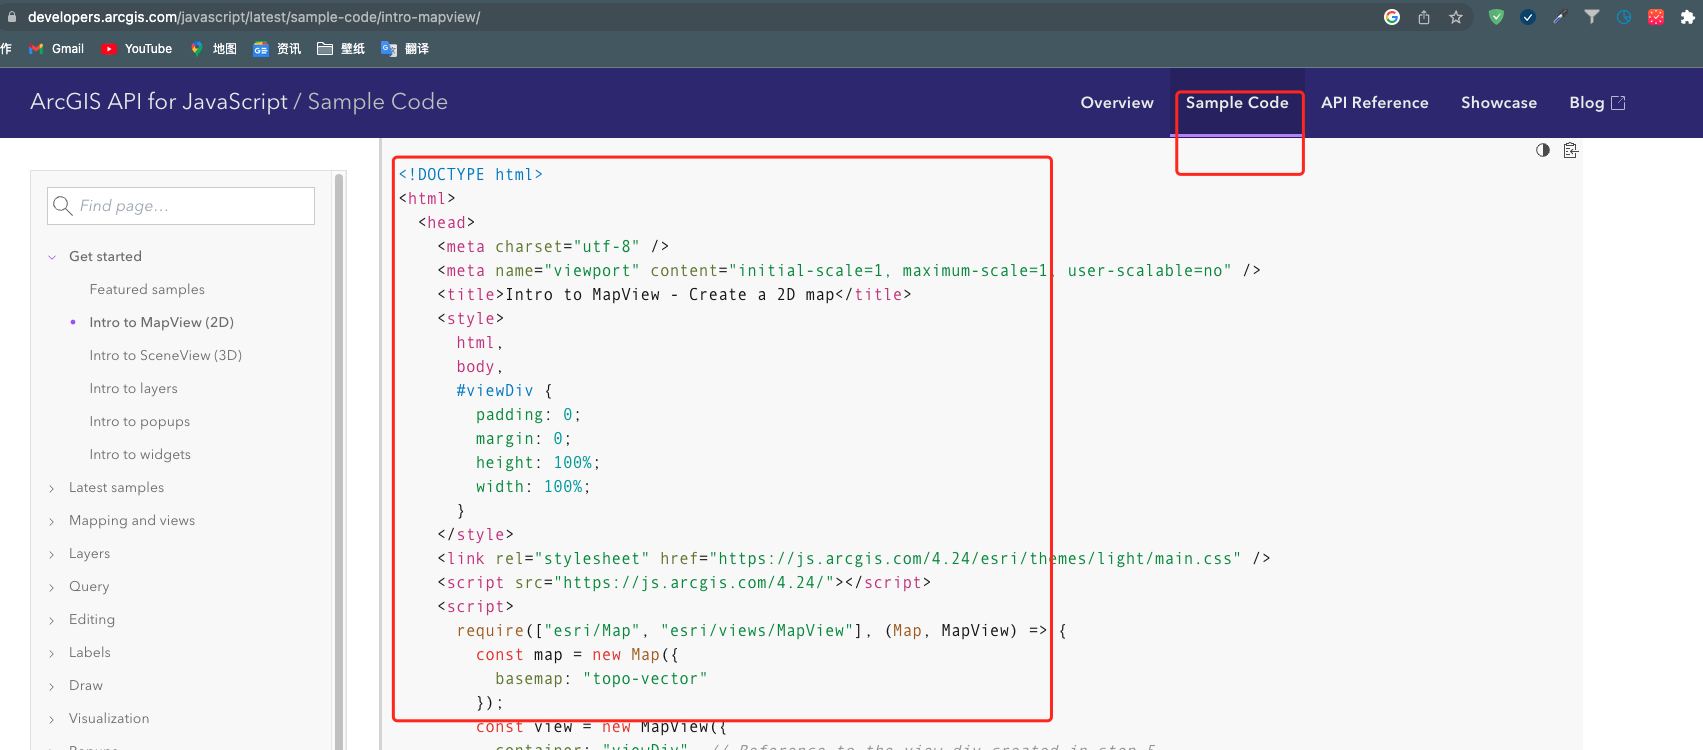 developers.arcgis.com/javascript/latest/sample-code/intro-mapview/
作 Gmail YouTube 地图 资讯 壁纸 翻译
ArcGIS API for JavaScript / Sample Code Overview Sample Code API Reference Showcase Blog
Find page...
Get started
Featured samples
Intro to MapView (2D)
Intro to SceneView (3D)
Intro to layers
Intro to popups
Intro to widgets
Latest samples
Mapping and views
Layers
Query
Editing
Labels
Draw
Visualization
Popups
<!DOCTYPE html>
<html>
<head>
<meta charset="utf-8" />
<meta name="viewport" content="initial-scale=1, maximum-scale=1, user-scalable=no" />
<title>Intro to MapView - Create a 2D map</title>
<style>
html,
body,
#viewDiv {
padding: 0;
margin: 0;
height: 100%;
width: 100%;
}
</style>
<link rel="stylesheet" href="https://js.arcgis.com/4.24/esri/themes/light/main.css" />
<script src="https://js.arcgis.com/4.24/"></script>
<script>
require(["esri/Map", "esri/views/MapView"], (Map, MapView) => {
const map = new Map({
basemap: "topo-vector"
});
const view = new MapView({
container: "viewDiv", // Reference to the view div created in step 5